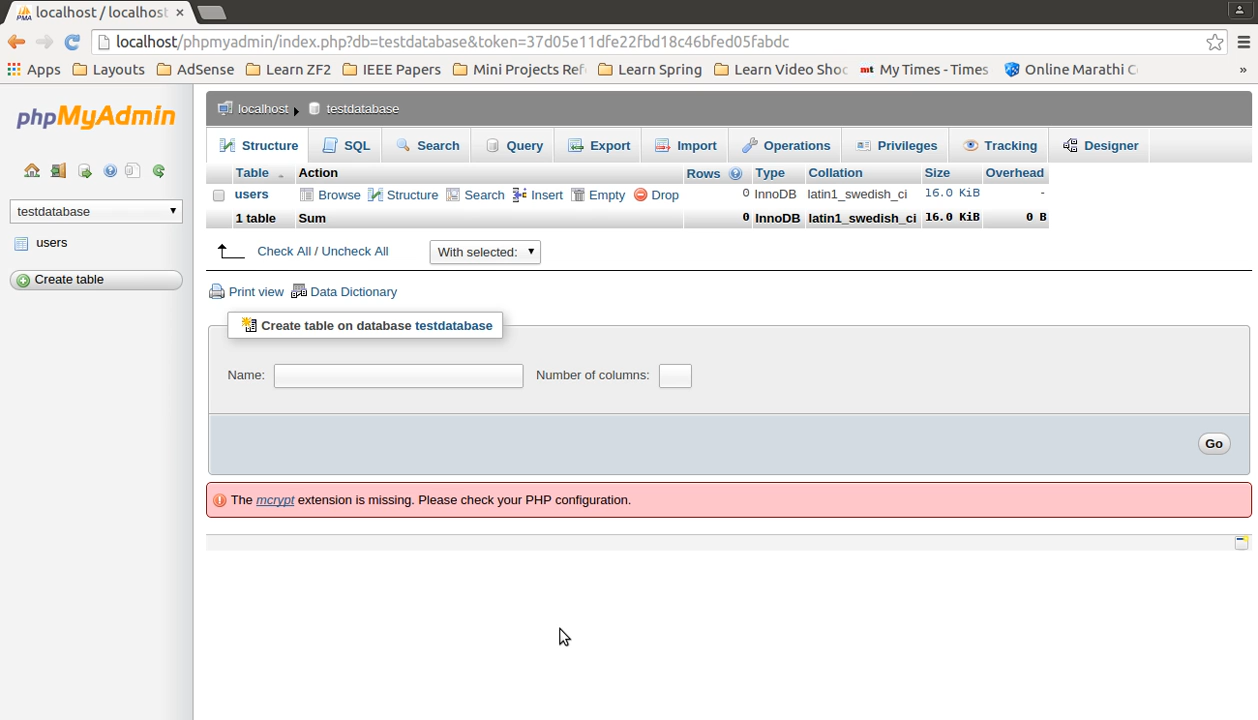 localhost / localhost
localhost/phpmyadmin/index.php?db=testdatabase&token=37d05e11dfe22fbd18c46bfed05fabdc
Apps Layouts AdSense Learn ZF2 IEEE Papers Mini Projects Ref Learn Spring Learn Video Shoo mt My Times - Times Online Marathi C »
phpMyAdmin
testdatabase
users
Create table
localhost testdatabase
Structure SQL Search Query Export Import Operations Privileges Tracking Designer
Table Action Rows Type Collation Size Overhead
users Browse Structure Search Insert Empty Drop 0 InnoDB latin1_swedish_ci 16.0 KiB -
1 table Sum 0 InnoDB latin1_swedish_ci 16.0 KiB 0 B
Check All / Uncheck All With selected:
Print view Data Dictionary
Create table on database testdatabase
Name: Number of columns:
Go
The mcrypt extension is missing. Please check your PHP configuration.